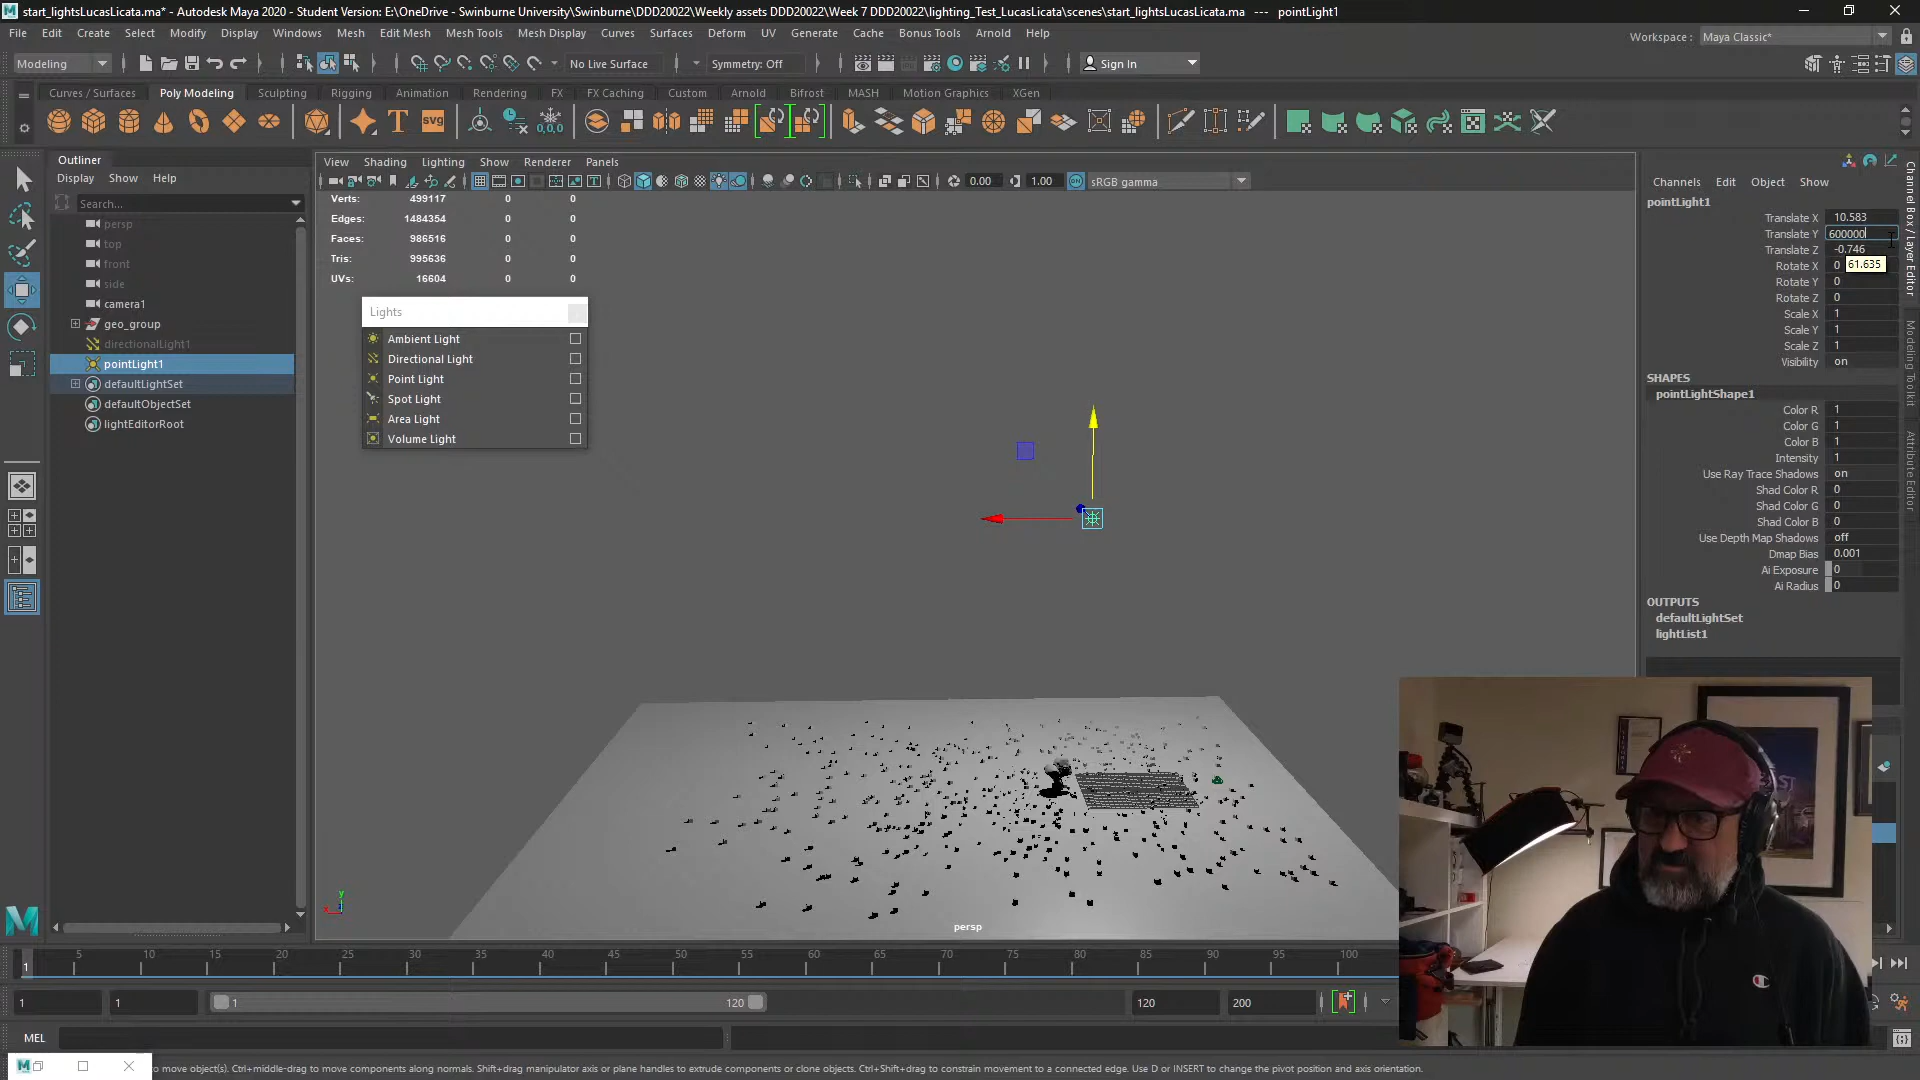 start_lightsLucasLicata.ma* - Autodesk Maya 2020 - Student Version: E:\OneDrive - Swinburne University\Swinburne\DDD20022\Weekly assets DDD20022\Week 7 DDD20022\lighting_Test_LucasLicata\scenes\start_lightsLucasLicata.ma --- pointLight1
File Edit Create Select Modify Display Windows Mesh Edit Mesh Mesh Tools Mesh Display Curves Surfaces Deform UV Generate Cache Bonus Tools Arnold Help
Workspace : Maya Classic*
Modeling No Live Surface Symmetry: Off Sign In
Curves / Surfaces Poly Modeling Sculpting Rigging Animation Rendering FX FX Caching Custom Arnold Bifrost MASH Motion Graphics XGen
SVG
0,0,0
Outliner
Display Show Help
Search...
persp
top
front
side
camera1
geo_group
directionalLight1
pointLight1
defaultLightSet
defaultObjectSet
lightEditorRoot
View Shading Lighting Show Renderer Panels
0.00 1.00 sRGB gamma
Verts: 499117 0 0
Edges: 1484354 0 0
Faces: 986516 0 0
Tris: 995636 0 0
UVs: 16604 0 0
Lights
Ambient Light
Directional Light
Point Light
Spot Light
Area Light
Volume Light
persp
Channels Edit Object Show
pointLight1
Translate X 10.583
Translate Y 600000
Translate Z -0.746
Rotate X 0
61.635
Rotate Y 0
Rotate Z 0
Scale X 1
Scale Y 1
Scale Z 1
Visibility on
SHAPES
pointLightShape1
Color R 1
Color G 1
Color B 1
Intensity 1
Use Ray Trace Shadows on
Shad Color R 0
Shad Color G 0
Shad Color B 0
Use Depth Map Shadows off
Dmap Bias 0.001
Ai Exposure 0
Ai Radius 0
OUTPUTS
defaultLightSet
lightList1
Channel Box / Layer Editor
Modeling Toolkit
Attribute Editor
1 5 10 15 20 25 30 35 40 45 50 55 60 65 70 75 80 85 90 95 100
1 1 1 120 120 200
MEL
to move object(s). Ctrl+middle-drag to move components along normals. Shift+drag manipulator axis or plane handles to extrude components or clone objects. Ctrl+Shift+drag to constrain movement to a connected edge. Use D or INSERT to change the pivot position and axis orientation.